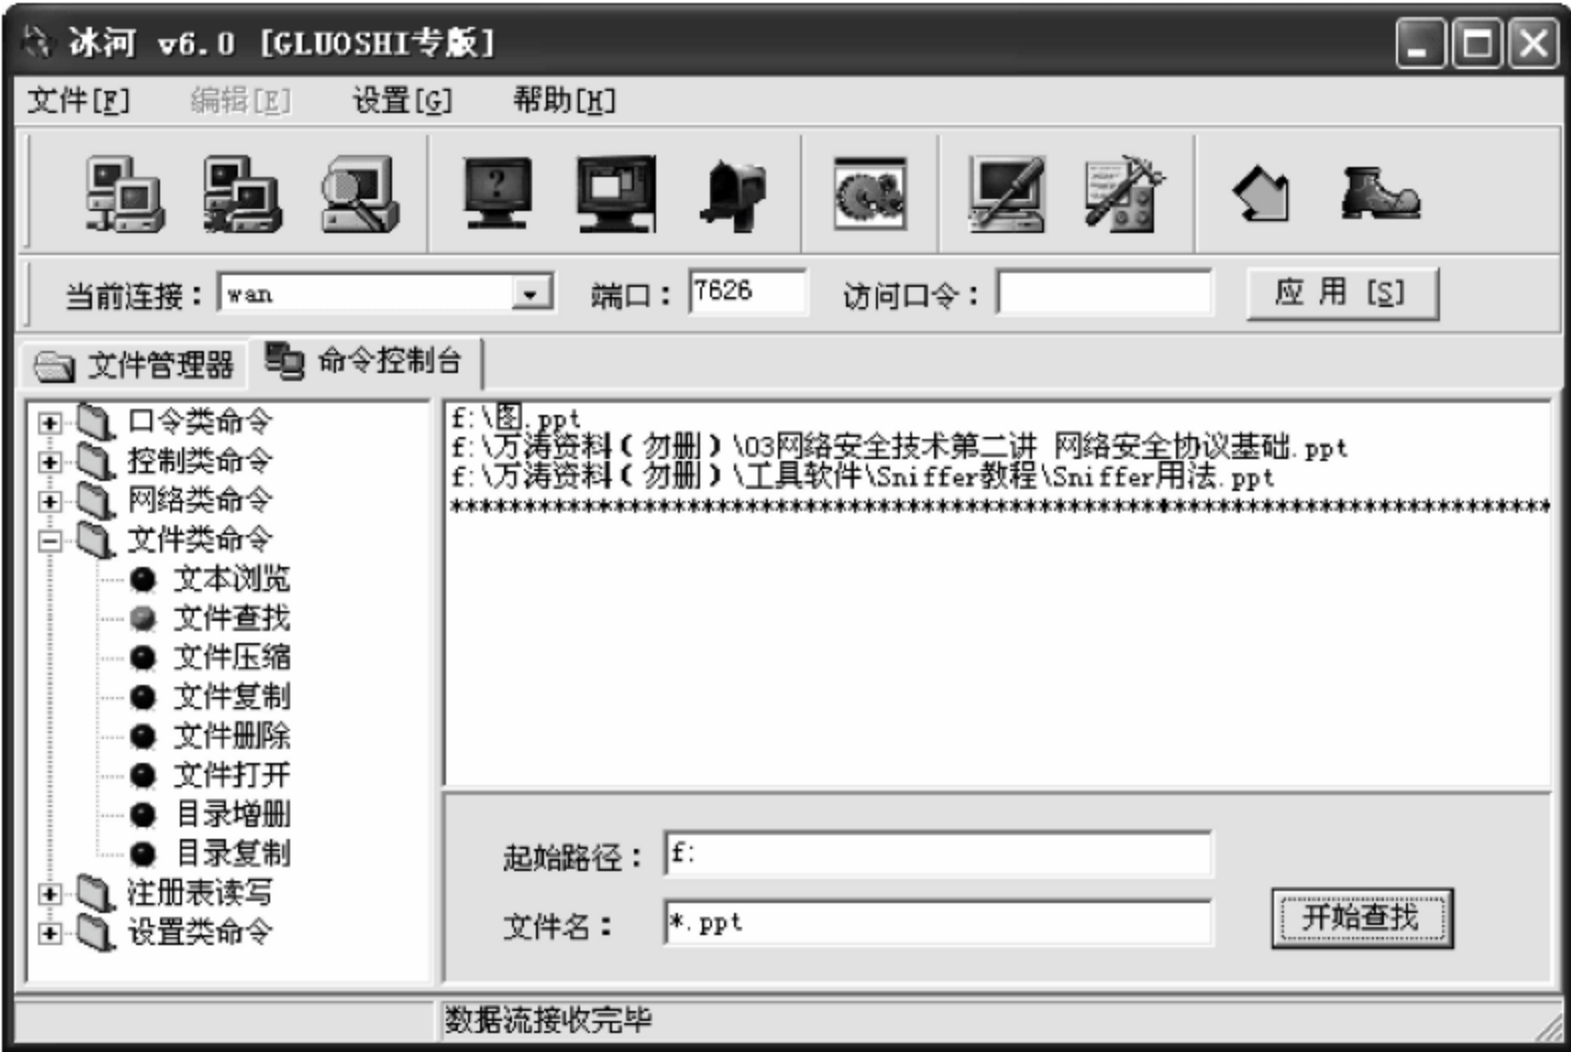 冰河 v6.0 [GLUOSHI专版]
文件[F] 编辑[E] 设置[G] 帮助[H]
当前连接： wan 端口： 7626 访问口令： 应 用 [S]
文件管理器 命令控制台
口令类命令
控制类命令
网络类命令
文件类命令
文本浏览
文件查找
文件压缩
文件复制
文件删除
文件打开
目录增删
目录复制
注册表读写
设置类命令
f:\图.ppt
f:\万涛资料（勿删）\03网络安全技术第二讲 网络安全协议基础.ppt
f:\万涛资料（勿删）\工具软件\Sniffer教程\Sniffer用法.ppt
***************************************************************************
起始路径： f:
文件名： *.ppt
开始查找
数据流接收完毕